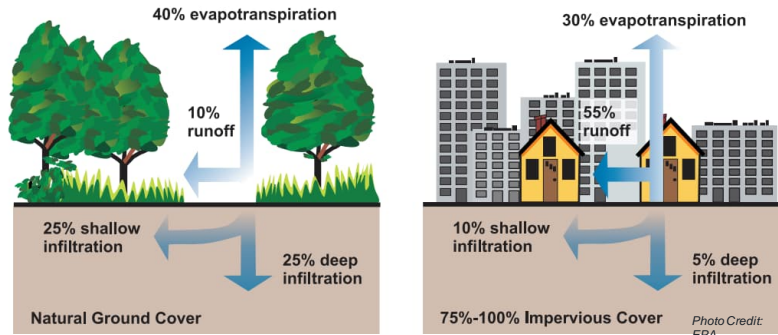 40% evapotranspiration
10%
runoff
25% shallow
infiltration
25% deep
infiltration
Natural Ground Cover
30% evapotranspiration
55%
runoff
10% shallow
infiltration
5% deep
infiltration
75%-100% Impervious Cover
Photo Credit:
EPA